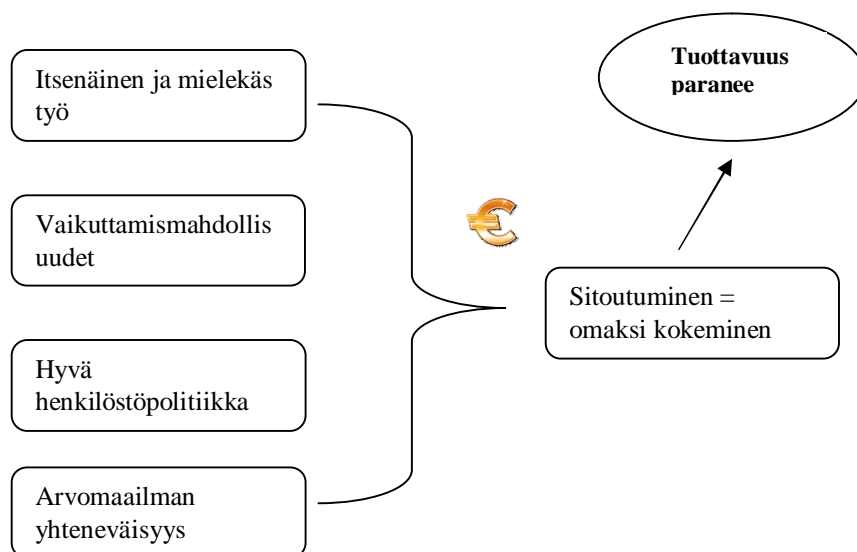 Itsenäinen ja mielekäs
työ
Vaikuttamismahdollis
uudet
Hyvä
henkilöstöpolitiikka
Arvomaailman
yhteneväisyys
€
Sitoutuminen =
omaksi kokeminen
Tuottavuus
paranee